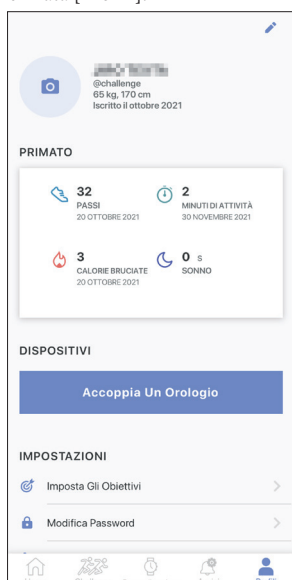 @challenge
65 kg, 170 cm
Iscritto il ottobre 2021
PRIMATO
32
PASSI
20 OTTOBRE 2021
2
MINUTI DI ATTIVITÀ
30 NOVEMBRE 2021
3
CALORIE BRUCIATE
20 OTTOBRE 2021
0 S
SONNO
DISPOSITIVI
Accoppia Un Orologio
IMPOSTAZIONI
Imposta Gli Obiettivi
Modifica Password